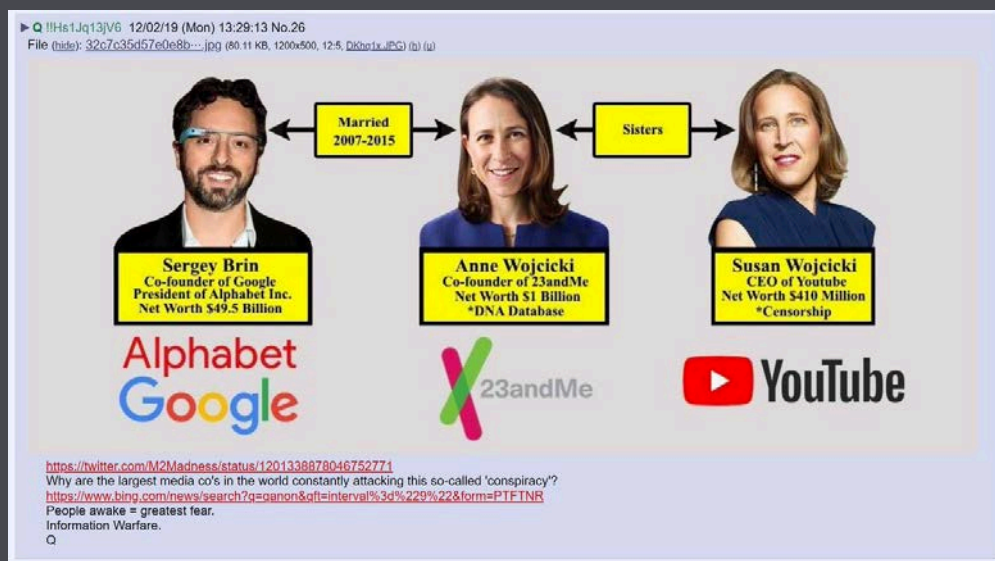 ▶ Q !!Hs1Jq13jV6 12/02/19 (Mon) 13:29:13 No.26
File (hide): 32c7c35d57e0e8b⋯.jpg (80.11 KB, 1200x500, 12:5, DKhq1x.JPG) (h) (u)
Married
2007-2015
Sisters
Sergey Brin
Co-founder of Google
President of Alphabet Inc.
Net Worth $49.5 Billion
Anne Wojcicki
Co-founder of 23andMe
Net Worth $1 Billion
*DNA Database
Susan Wojcicki
CEO of Youtube
Net Worth $410 Million
*Censorship
Alphabet
Google
23andMe
YouTube
https://twitter.com/M2Madness/status/1201338878046752771
Why are the largest media co's in the world constantly attacking this so-called 'conspiracy'?
https://www.bing.com/news/search?q=qanon&qft=interval%3d%229%22&form=PTFTNR
People awake = greatest fear.
Information Warfare.
Q